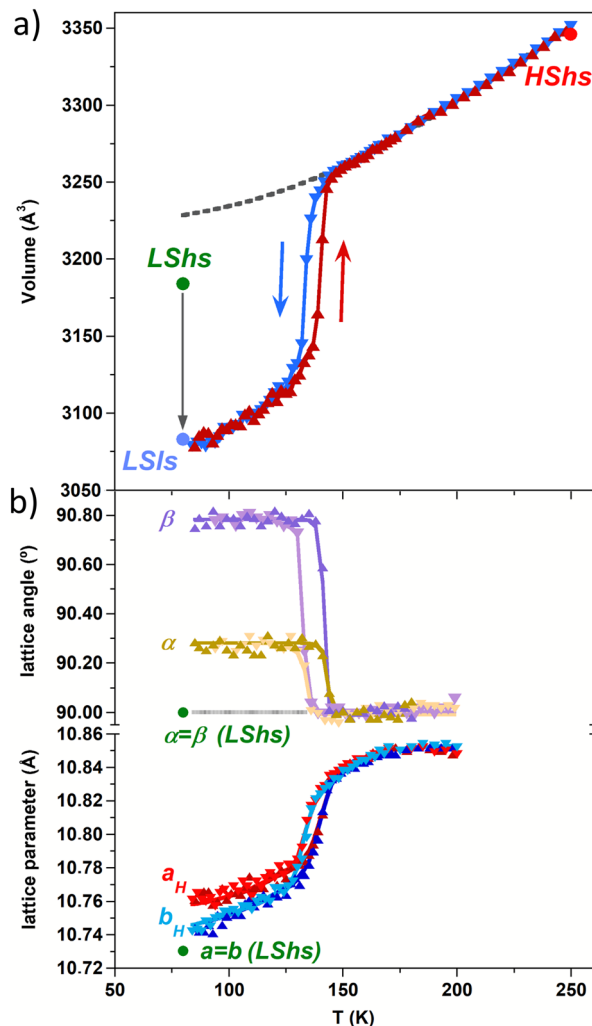 a)
3350
HShs
3300
3250
Volume (Å³)
3200
LShs
3150
3100
LSls
3050
b)
90.80
β
90.60
lattice angle (º)
90.40
α
90.20
90.00
α=β (LShs)
10.86
10.84
lattice parameter (Å)
10.82
10.80
10.78
aH
10.76
bH
10.74
a=b (LShs)
10.72
50 100 150 200 250
T (K)